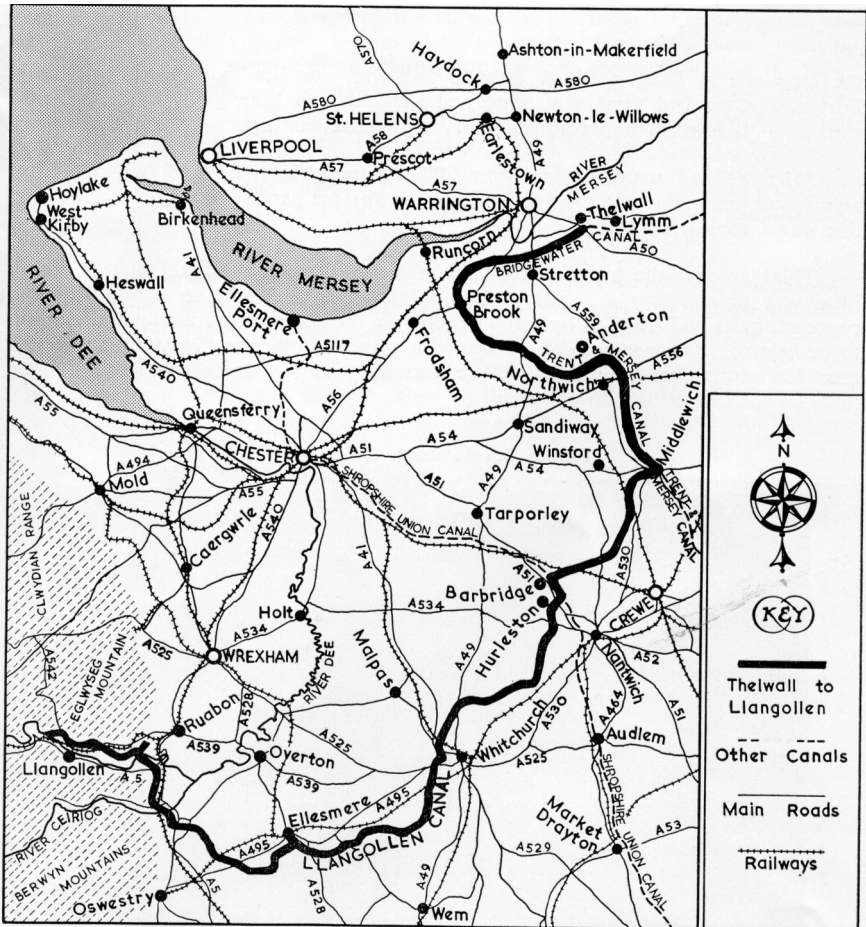 Ashton-in-Makerfield
A570
Haydock
A580
A580
St.HELENS
Newton-le-Willows
A58
Earlestown
A49
LIVERPOOL
Prescot
A57
A57
RIVER MERSEY
WARRINGTON
Thelwall
Lymm
Hoylake
West Kirby
Birkenhead
Runcorn
BRIDGEWATER CANAL
A50
Stretton
RIVER MERSEY
A41
RIVER DEE
Heswall
Ellesmere Port
Preston Brook
A559
Anderton
Frodsham
A49
A5117
TRENT & MERSEY CANAL
A556
A540
Northwich
A56
A55
Queensferry
Middlewich
CHESTER
A51
A54
Sandiway
Winsford
A494
A51
A54
A49
Mold
A55
SHROPSHIRE UNION CANAL
TRENT & MERSEY CANAL
A540
Tarporley
CLWYDIAN RANGE
Caergwrle
A41
A530
A51
Barbridge
CREWE
Holt
A534
Hurleston
A534
A525
WREXHAM
Malpas
A49
Nantwich
A52
A542
EGLWYSEG MOUNTAIN
RIVER DEE
A51
Ruabon
A528
A530
A464
A539
A525
Whitchurch
Audlem
Llangollen
A5
Overton
A525
A539
Ellesmere
A495
SHROPSHIRE UNION CANAL
RIVER CEIRIOG
A495
LLANGOLLEN CANAL
Market Drayton
A53
BERWYN MOUNTAINS
A529
A5
A49
Oswestry
A528
Wem
N
KEY
Thelwall to
Llangollen
Other Canals
Main Roads
Railways